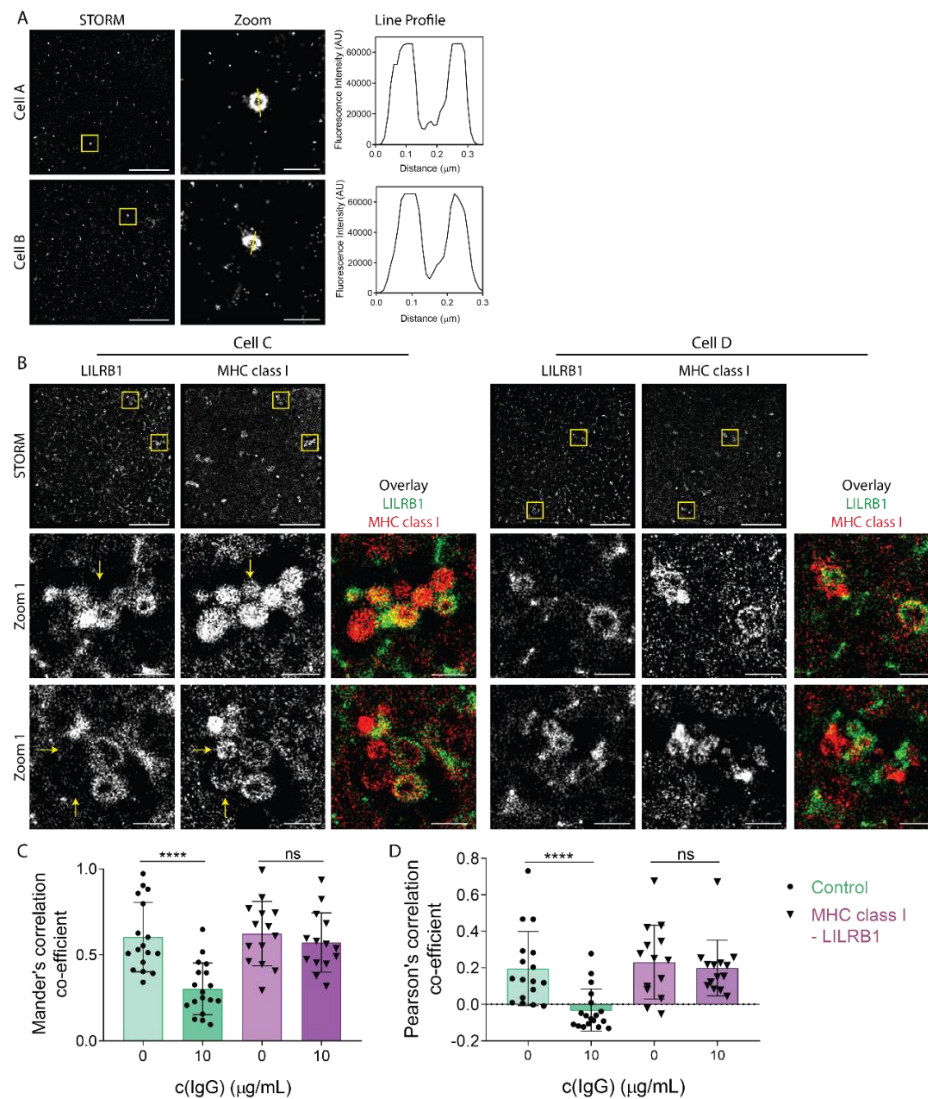 A
STORM
Zoom
Line Profile
Cell A
Fluorescence Intensity (AU)
60000
40000
20000
0
0.0 0.1 0.2 0.3
Distance (μm)
Cell B
Fluorescence Intensity (AU)
60000
40000
20000
0
0.0 0.1 0.2 0.3
Distance (μm)
B
Cell C
Cell D
LILRB1
MHC class I
LILRB1
MHC class I
STORM
Overlay
LILRB1
MHC class I
Overlay
LILRB1
MHC class I
Zoom 1
Zoom 1
C
Mander's correlation
co-efficient
1.0
0.5
0.0
****
ns
0 10 0 10
c(IgG) (μg/mL)
D
Pearson's correlation
co-efficient
0.8
0.6
0.4
0.2
0.0
-0.2
****
ns
0 10 0 10
c(IgG) (μg/mL)
Control
MHC class I
- LILRB1